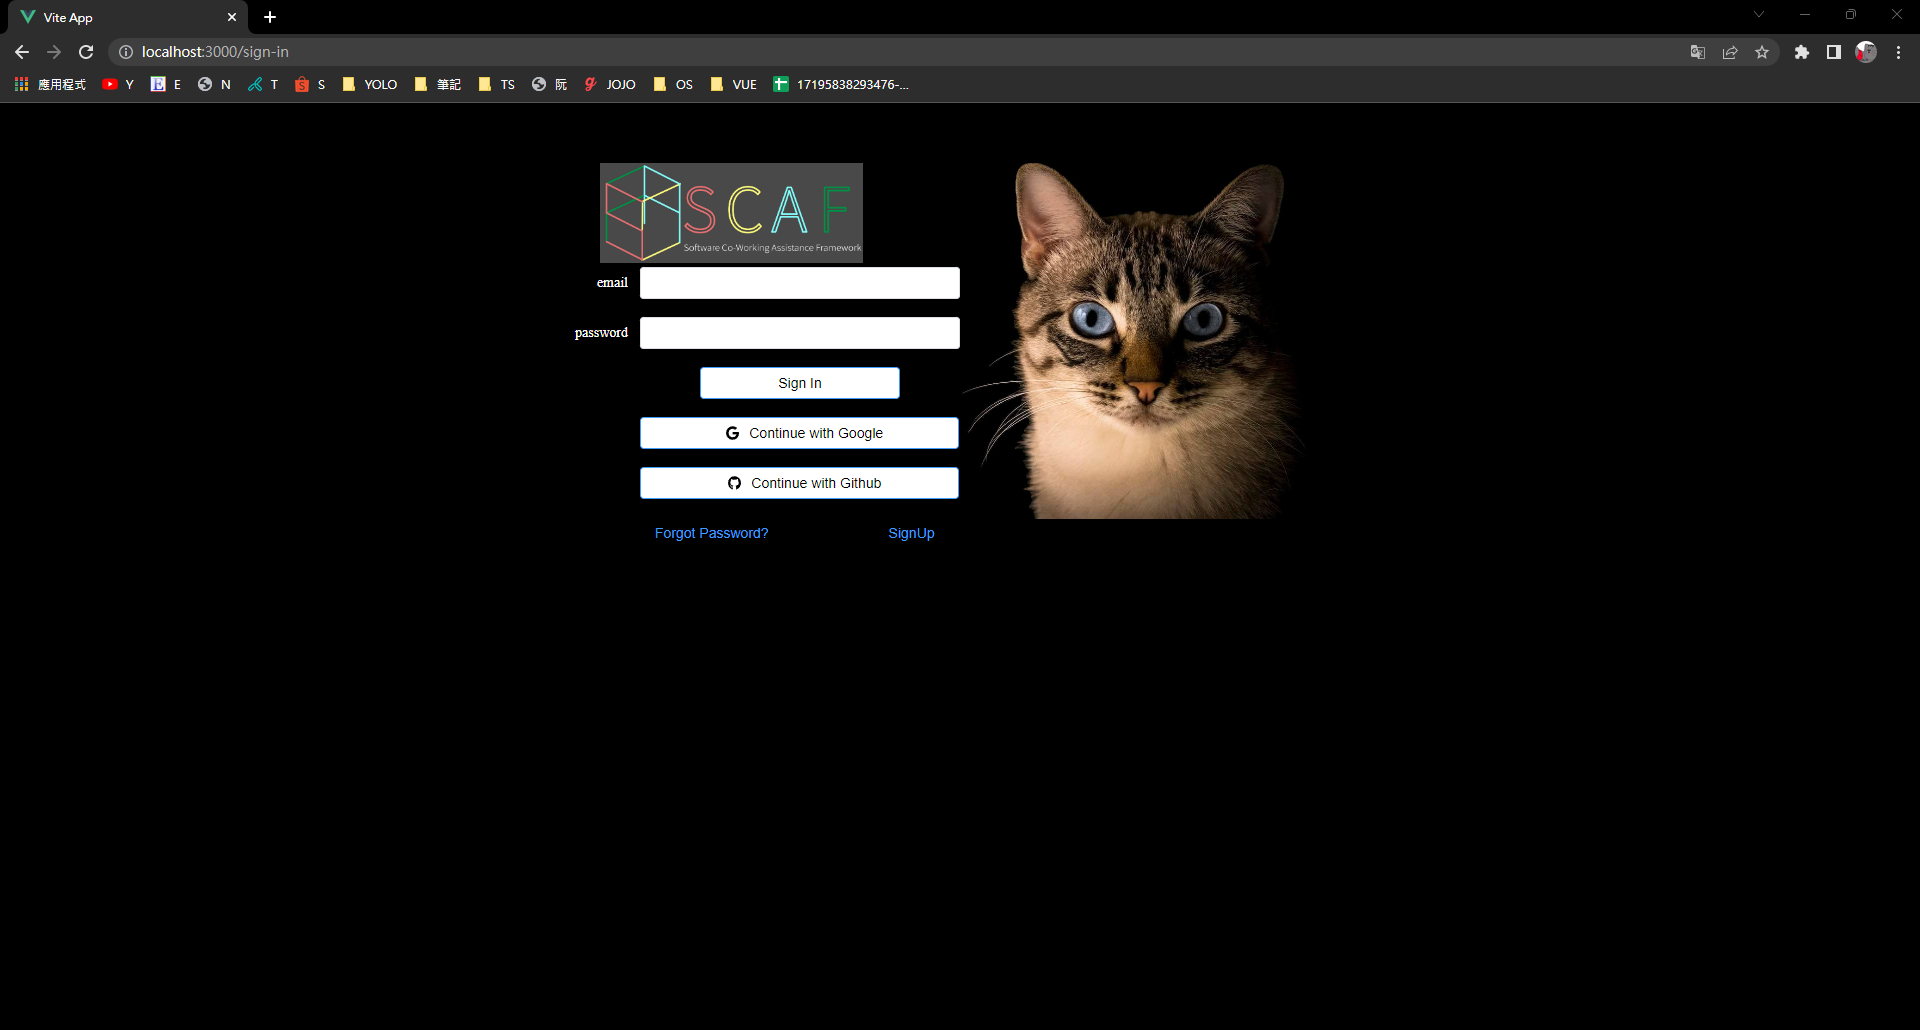 Vite App
localhost:3000/sign-in
應用程式 Y E N T S YOLO 筆記 TS 阮 JOJO OS VUE 17195838293476-...
SCAF
Software Co-Working Assistance Framework
email
password
Sign In
Continue with Google
Continue with Github
Forgot Password? SignUp